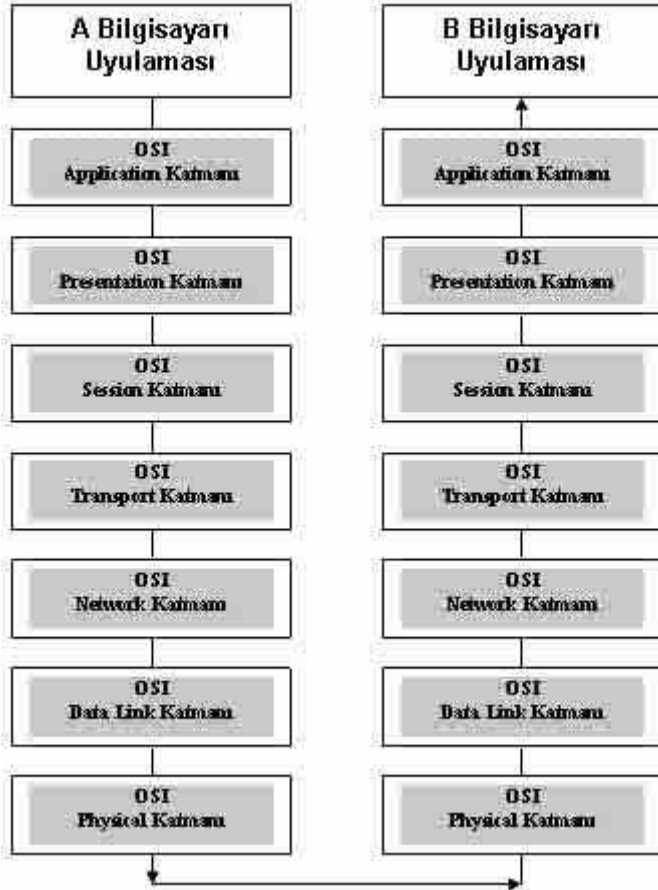 A Bilgisayarı
Uyulaması
OSI
Application Katmanı
OSI
Presentation Katmanı
OSI
Session Katmanı
OSI
Transport Katmanı
OSI
Network Katmanı
OSI
Data Link Katmanı
OSI
Physical Katmanı
B Bilgisayarı
Uyulaması
OSI
Application Katmanı
OSI
Presentation Katmanı
OSI
Session Katmanı
OSI
Transport Katmanı
OSI
Network Katmanı
OSI
Data Link Katmanı
OSI
Physical Katmanı